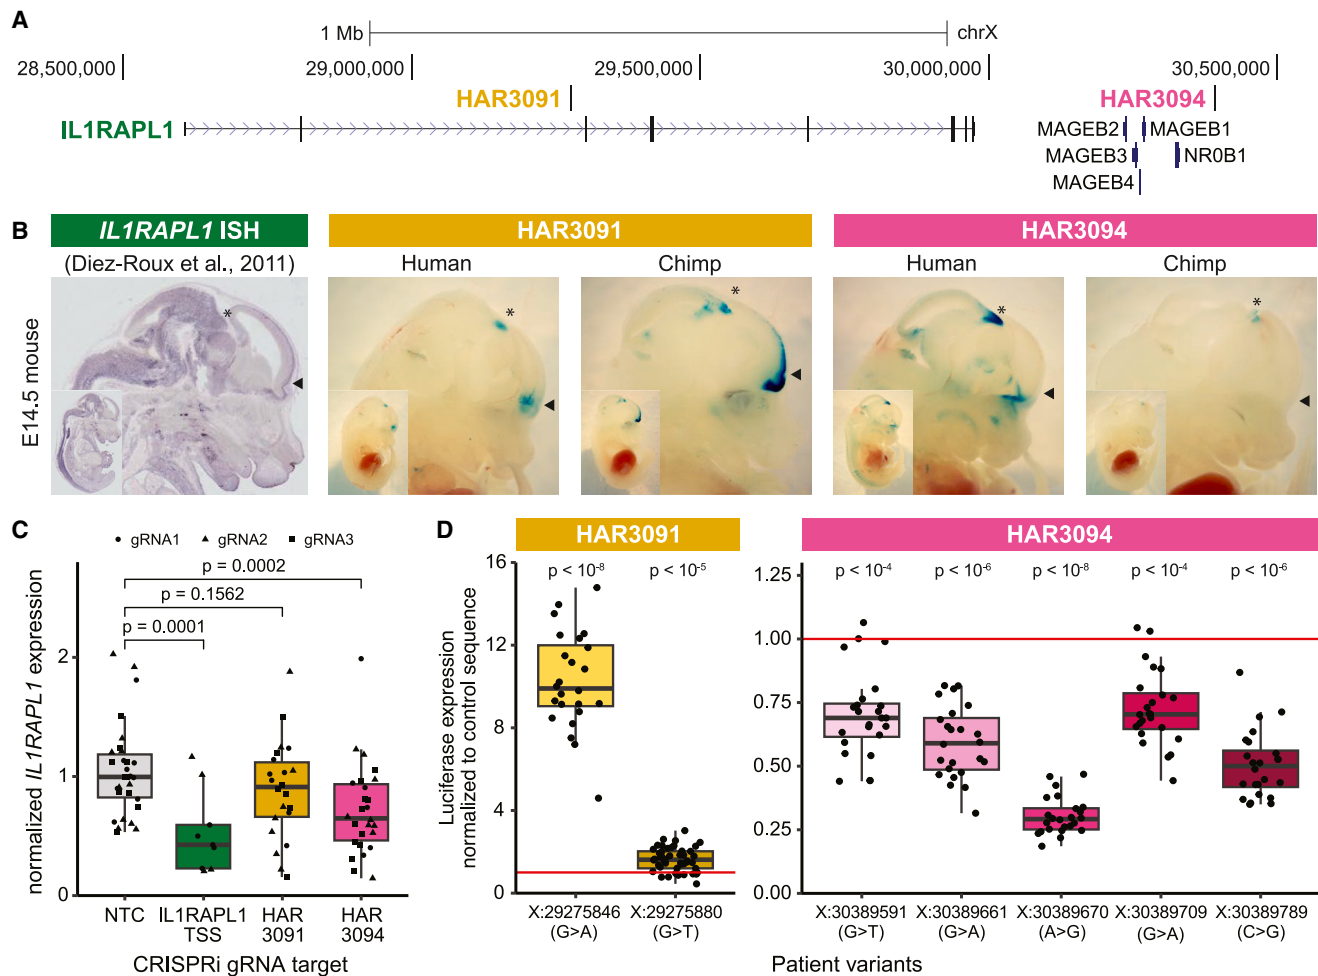 A
1 Mb
chrX
28,500,000
29,000,000
29,500,000
30,000,000
30,500,000
HAR3091
HAR3094
IL1RAPL1
MAGEB2
MAGEB1
MAGEB3
NR0B1
MAGEB4
B
IL1RAPL1 ISH
HAR3091
HAR3094
(Diez-Roux et al., 2011)
Human
Chimp
Human
Chimp
E14.5 mouse
*
*
*
*
*
C
gRNA1
gRNA2
gRNA3
p = 0.0002
p = 0.1562
p = 0.0001
normalized IL1RAPL1 expression
2
1
0
NTC
IL1RAPL1 TSS
HAR 3091
HAR 3094
CRISPRi gRNA target
D
HAR3091
HAR3094
Luciferase expression
normalized to control sequence
16
12
8
4
0
p < 10⁻⁸
p < 10⁻⁵
X:29275846 (G>A)
X:29275880 (G>T)
1.25
1.00
0.75
0.50
0.25
0.00
p < 10⁻⁴
p < 10⁻⁶
p < 10⁻⁸
p < 10⁻⁴
p < 10⁻⁶
X:30389591 (G>T)
X:30389661 (G>A)
X:30389670 (A>G)
X:30389709 (G>A)
X:30389789 (C>G)
Patient variants